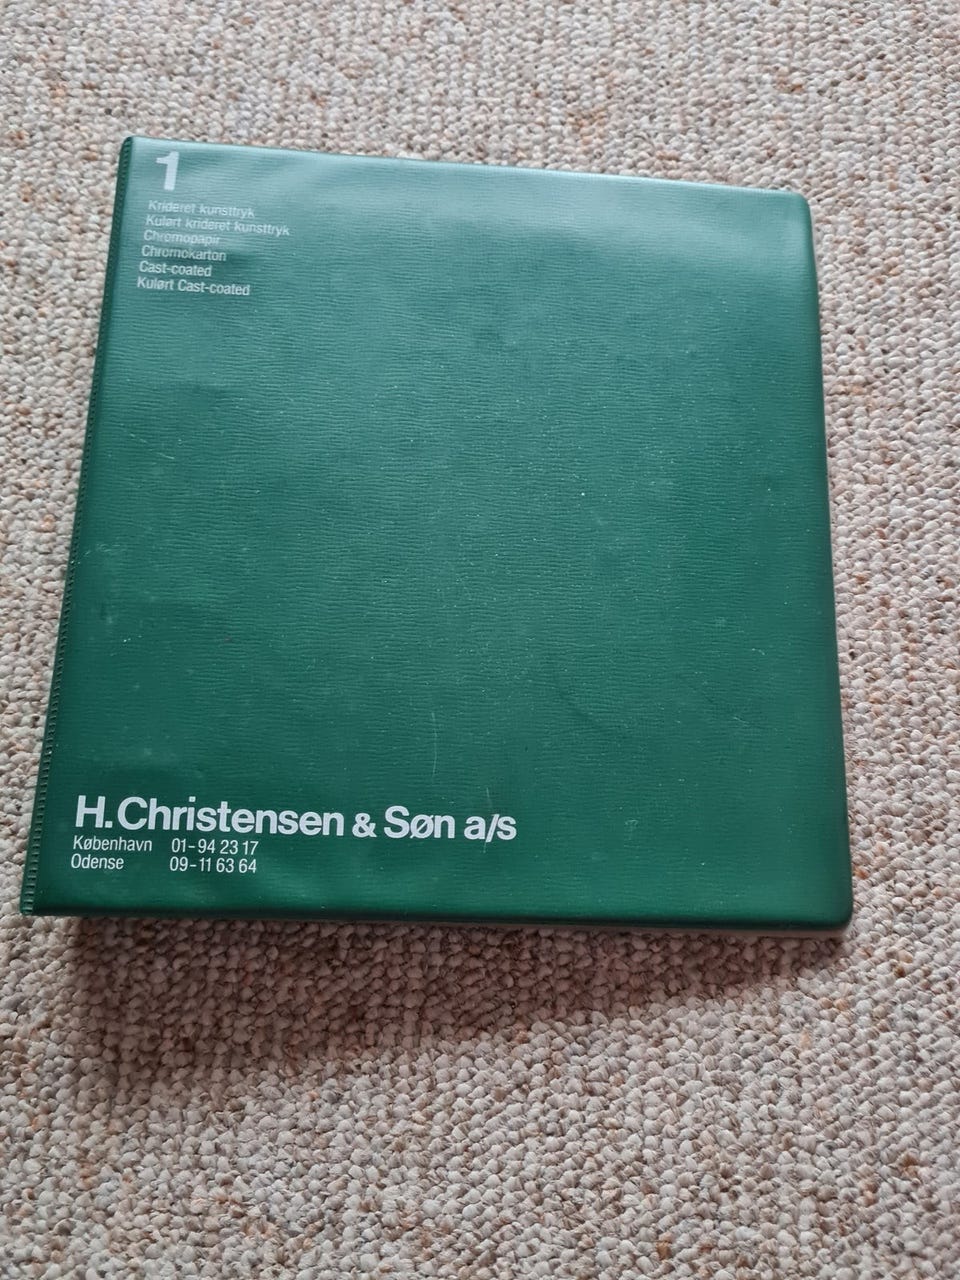 1
Krideret kunsttryk
Kulørt krideret kunsttryk
Chromopapir
Chromokarton
Cast-coated
Kulørt Cast-coated
H. Christensen & Søn a/s
København 01-94 23 17
Odense 09-11 63 64